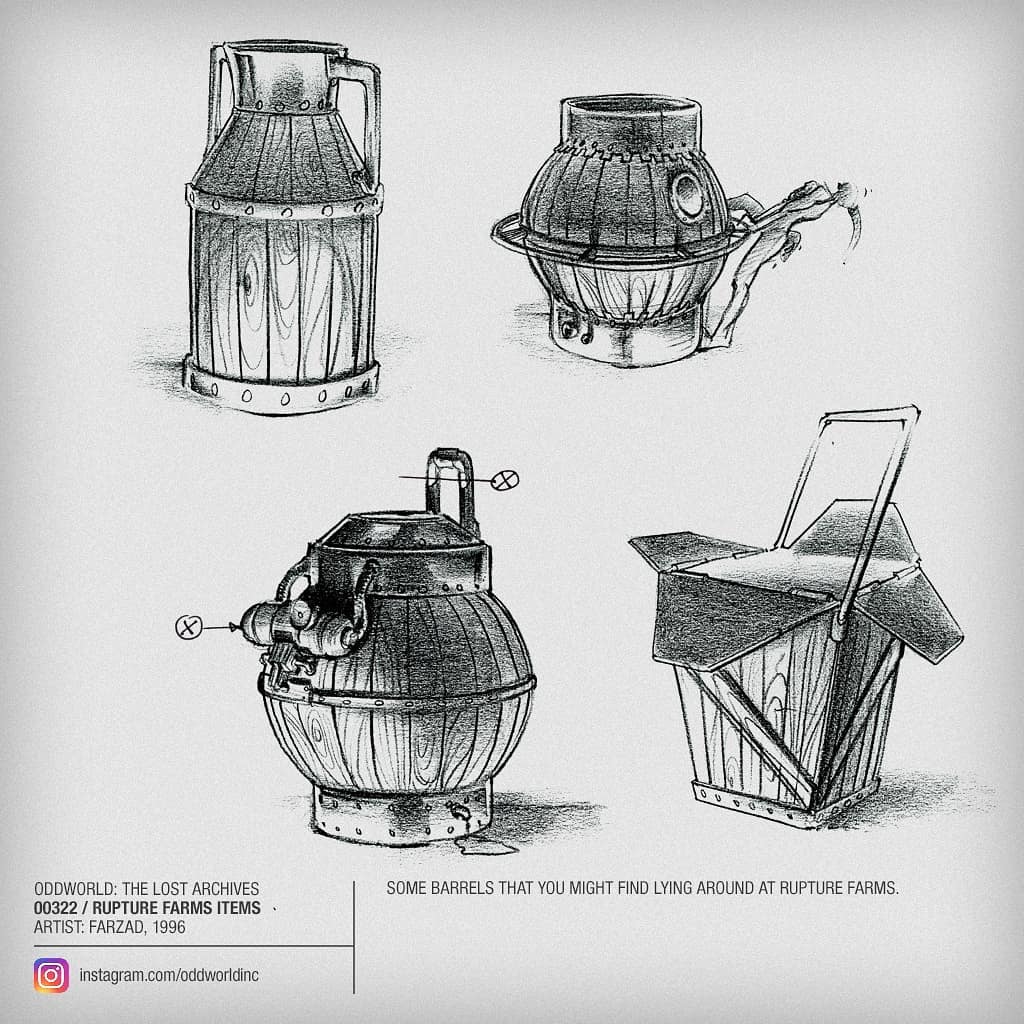 ODDWORLD: THE LOST ARCHIVES
00322 / RUPTURE FARMS ITEMS
ARTIST: FARZAD, 1996
instagram.com/oddworldinc
SOME BARRELS THAT YOU MIGHT FIND LYING AROUND AT RUPTURE FARMS.